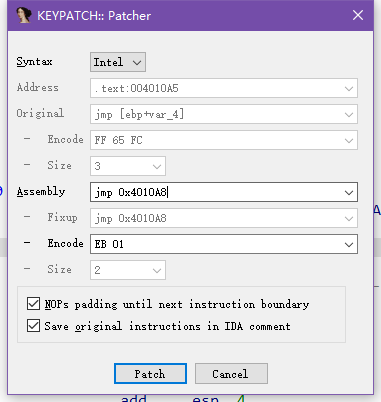 KEYPATCH:: Patcher
Syntax Intel
Address .text:004010A5
Original jmp [ebp+var_4]
- Encode FF 65 FC
- Size 3
Assembly jmp 0x4010A8
- Fixup jmp 0x4010A8
- Encode EB 01
- Size 2
NOPs padding until next instruction boundary
Save original instructions in IDA comment
Patch Cancel
add esp 4